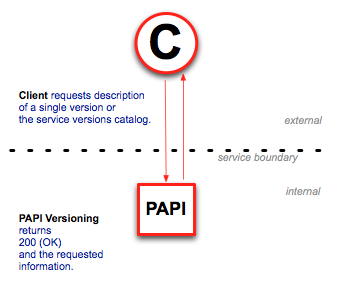 C
Client requests description
of a single version or
the service versions catalog.
external
service boundary
internal
PAPI
PAPI Versioning
returns
200 (OK)
and the requested
information.